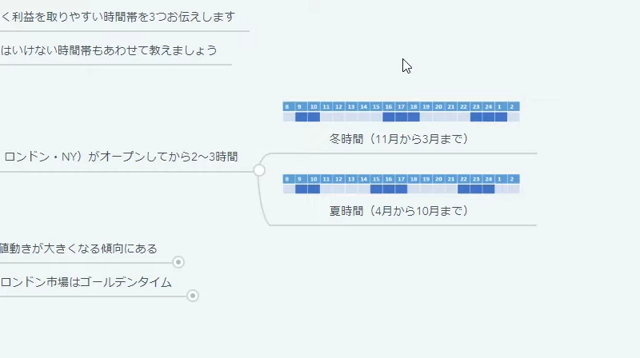 く利益を取りやすい時間帯を3つお伝えします
はいけない時間帯もあわせて教えましょう
8 9 10 11 12 13 14 15 16 17 18 19 20 21 22 23 24 1 2
冬時間（11月から3月まで）
ロンドン・NY）がオープンしてから2〜3時間
8 9 10 11 12 13 14 15 16 17 18 19 20 21 22 23 24 1 2
夏時間（4月から10月まで）
値動きが大きくなる傾向にある
ロンドン市場はゴールデンタイム